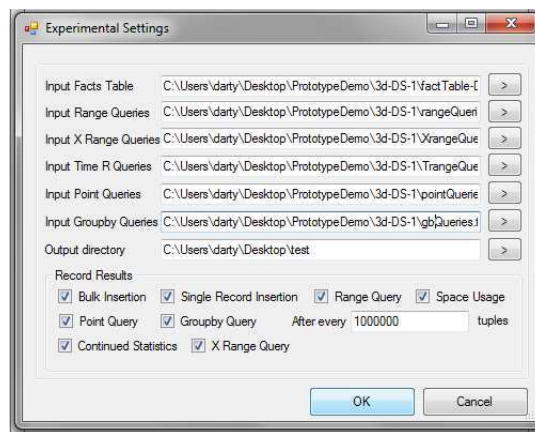 Experimental Settings
Input Facts Table C:\Users\darty\Desktop\PrototypeDemo\3d-DS-1\factTable-D >
Input Range Queries C:\Users\darty\Desktop\PrototypeDemo\3d-DS-1\rangeQueri >
Input X Range Queries C:\Users\darty\Desktop\PrototypeDemo\3d-DS-1\XrangeQue >
Input Time R Queries C:\Users\darty\Desktop\PrototypeDemo\3d-DS-1\TrangeQue >
Input Point Queries C:\Users\darty\Desktop\PrototypeDemo\3d-DS-1\pointQuerie >
Input Groupby Queries C:\Users\darty\Desktop\PrototypeDemo\3d-DS-1\gbQueries.t >
Output directory C:\Users\darty\Desktop\test >
Record Results
Bulk Insertion Single Record Insertion Range Query Space Usage
Point Query Groupby Query After every 1000000 tuples
Continued Statistics X Range Query
OK Cancel